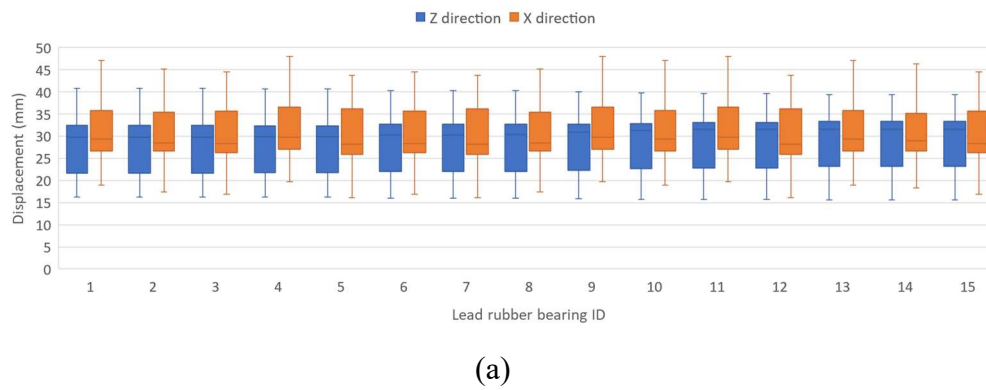 Z direction X direction
50
45
40
35
30
25
20
15
10
5
0
Displacement (mm)
1 2 3 4 5 6 7 8 9 10 11 12 13 14 15
Lead rubber bearing ID
(a)